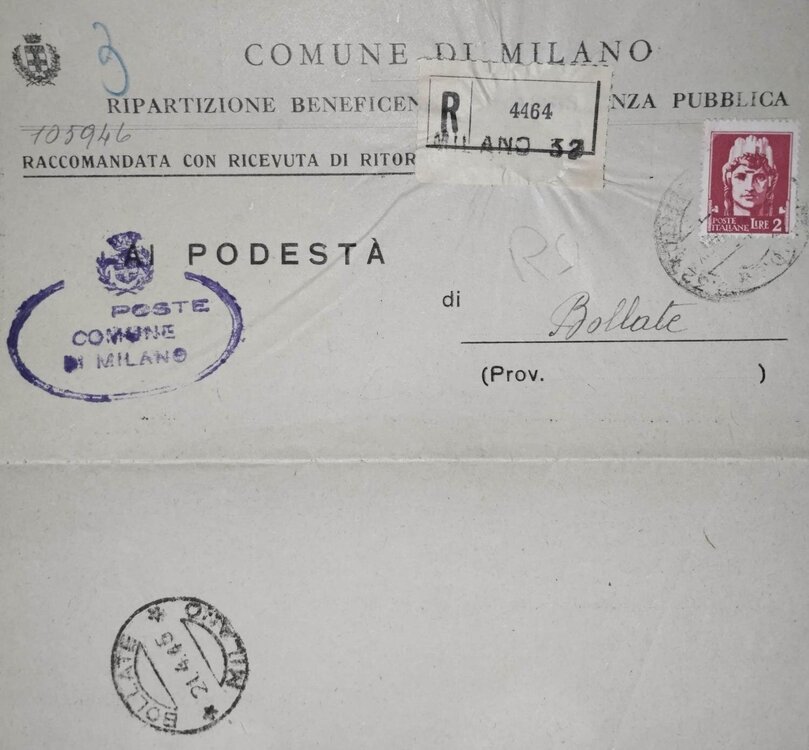 3
COMUNE DI MILANO
RIPARTIZIONE BENEFICEN NZA PUBBLICA
R 4464
MILANO 32
105946
RACCOMANDATA CON RICEVUTA DI RITOR
POSTE ITALIANE LIRE 2
AI PODESTÀ
POSTE
COMUNE
DI MILANO
di Bollate
(Prov. )
BOLLATE * MILANO *
21.4.45